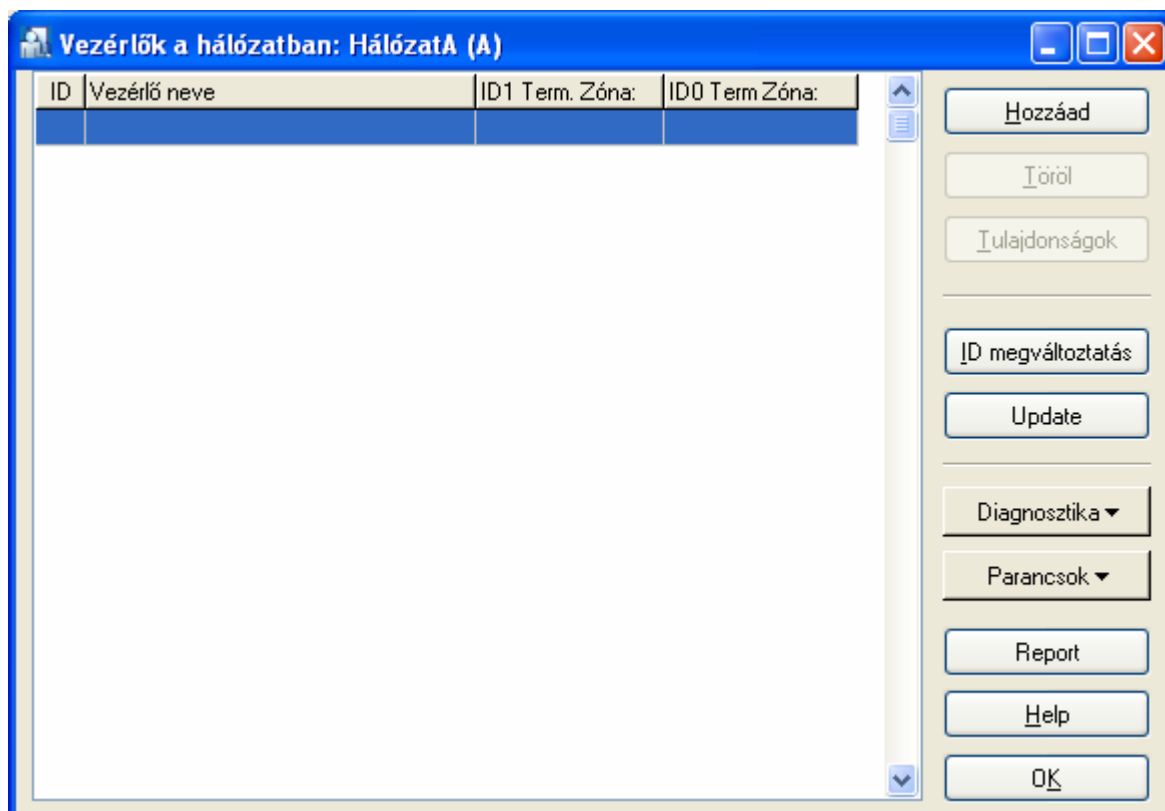 Vezérlők a hálózatban: HálózatA (A)
ID Vezérlő neve ID1 Term. Zóna: ID0 Term Zóna:
Hozzáad
Töröl
Tulajdonságok
ID megváltoztatás
Update
Diagnosztika
Parancsok
Report
Help
OK